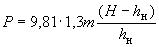 P = 9,81·1,3m (H − hн) / hн